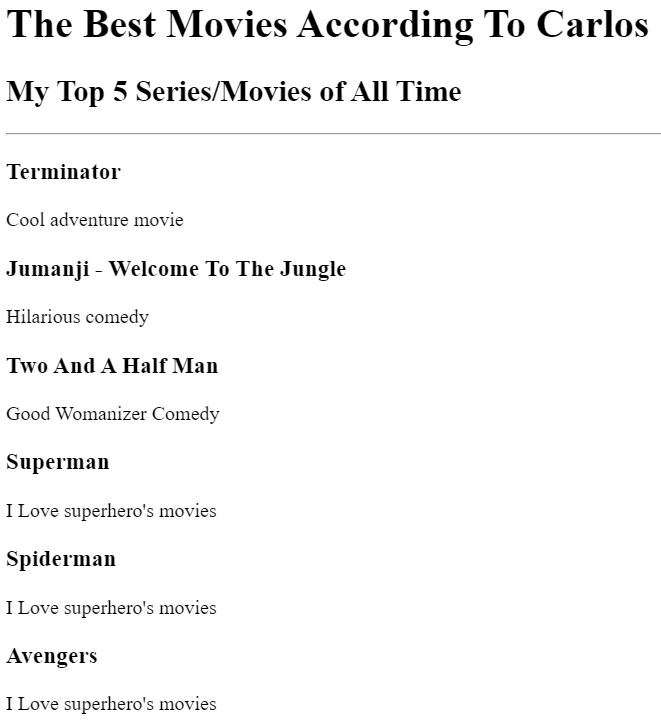 The Best Movies According To Carlos
My Top 5 Series/Movies of All Time
Terminator
Cool adventure movie
Jumanji - Welcome To The Jungle
Hilarious comedy
Two And A Half Man
Good Womanizer Comedy
Superman
I Love superhero's movies
Spiderman
I Love superhero's movies
Avengers
I Love superhero's movies